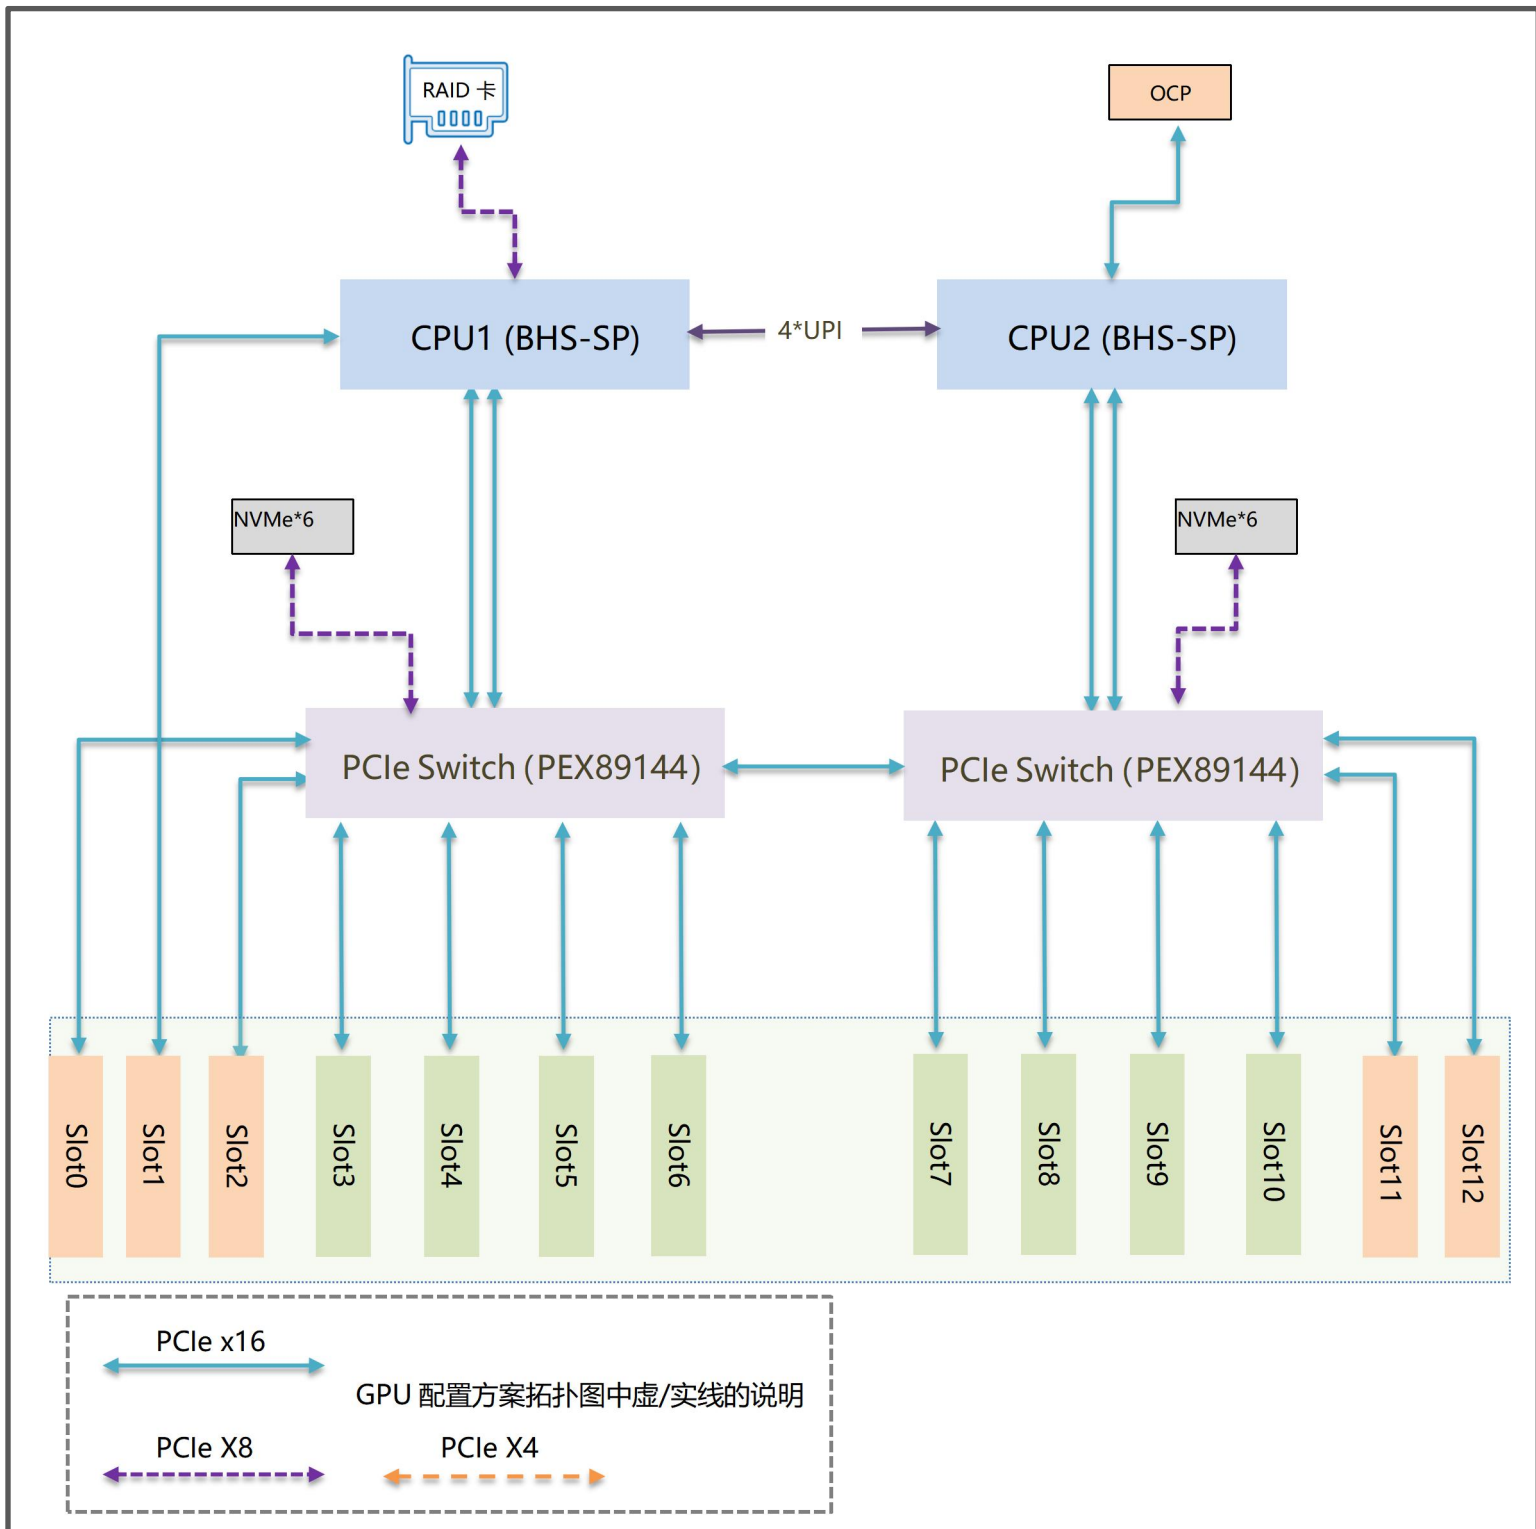 RAID 卡
OCP
CPU1 (BHS-SP)
4*UPI
CPU2 (BHS-SP)
NVMe*6
NVMe*6
PCIe Switch（PEX89144）
PCIe Switch（PEX89144）
Slot0
Slot1
Slot2
Slot3
Slot4
Slot5
Slot6
Slot7
Slot8
Slot9
Slot10
Slot11
Slot12
PCIe x16
GPU 配置方案拓扑图中虚/实线的说明
PCIe X8
PCIe X4